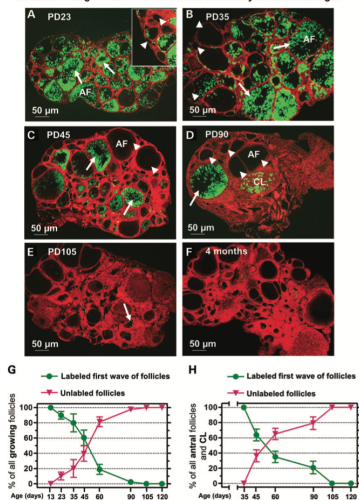 A PD23
AF
50 µm
B PD35
AF
50 µm
C PD45
AF
50 µm
D PD90
AF
CL
50 µm
E PD105
50 µm
F 4 months
50 µm
G
Labeled first wave of follicles
Unlabled follicles
% of all growing follicles
100
80
60
40
20
0
Age (days) 13 23 35 45 60 90 105 120
H
Labeled first wave of follicles
Unlabeled follicles
% of all antral follicles
and CL
100
80
60
40
20
0
Age (days) 35 45 60 90 105 120